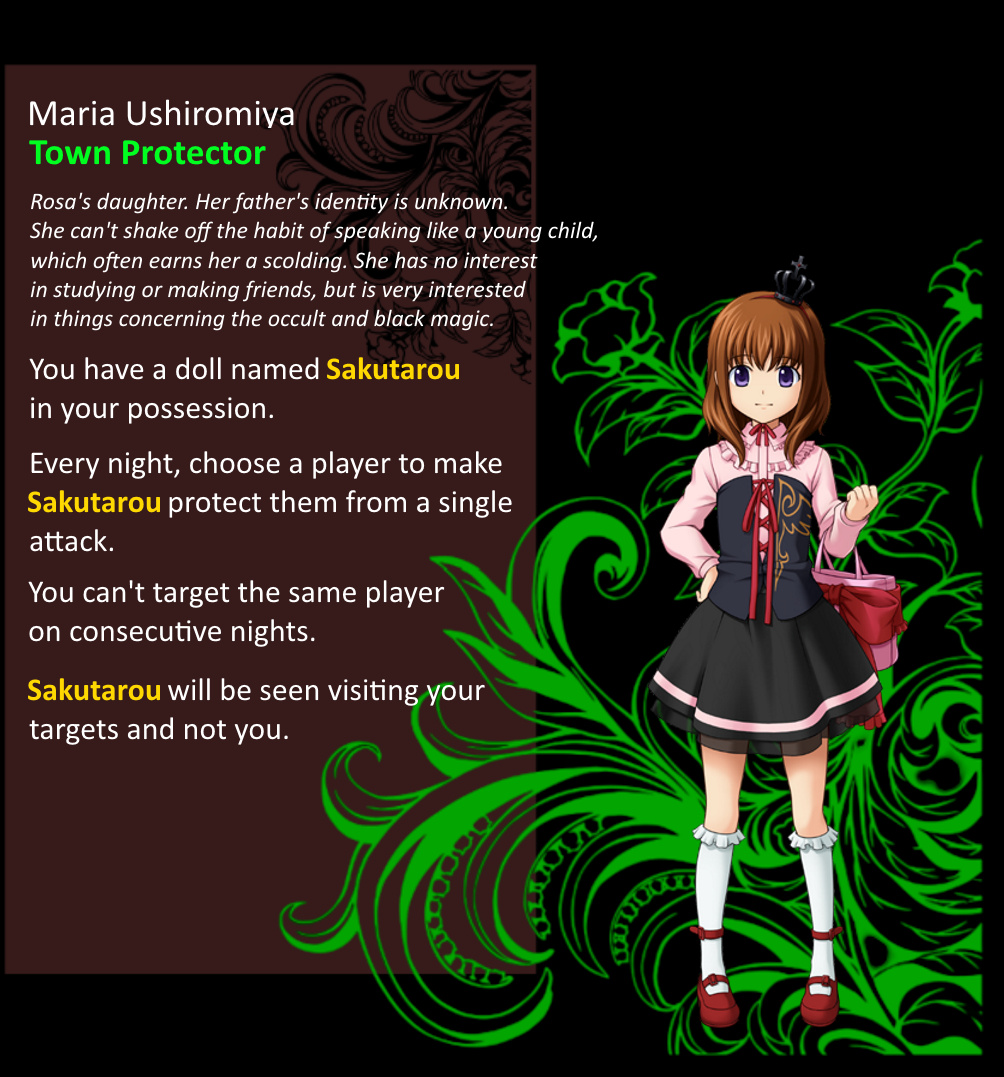 Maria Ushiromiya
Town Protector
Rosa's daughter. Her father's identity is unknown.
She can't shake off the habit of speaking like a young child,
which often earns her a scolding. She has no interest
in studying or making friends, but is very interested
in things concerning the occult and black magic.
You have a doll named Sakutarou
in your possession.
Every night, choose a player to make
Sakutarou protect them from a single
attack.
You can't target the same player
on consecutive nights.
Sakutarou will be seen visiting your
targets and not you.